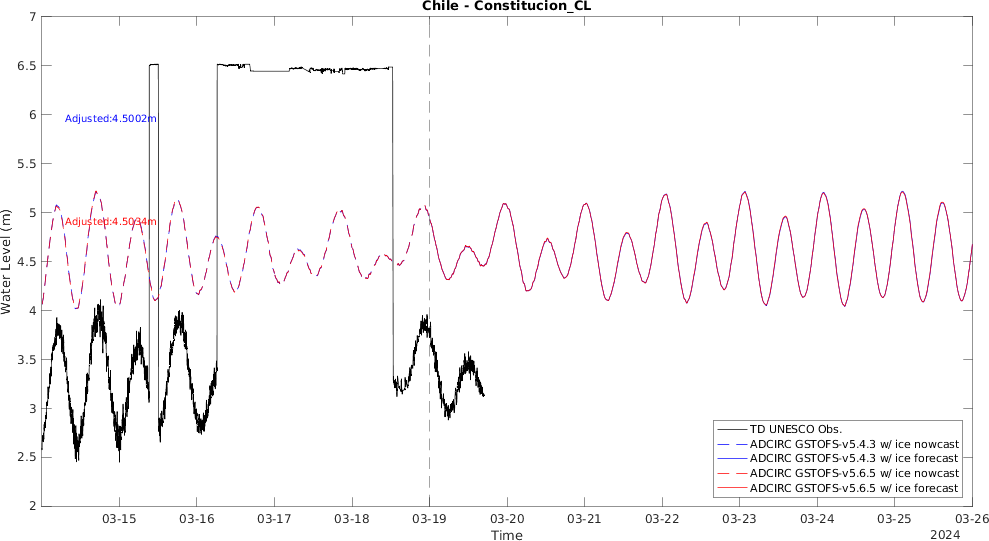 Chile - Constitucion_CL
7
6.5
6
5.5
5
4.5
4
3.5
3
2.5
2
Water Level (m)
Adjusted:4.5002m
Adjusted:4.5034m
TD UNESCO Obs.
ADCIRC GSTOFS-v5.4.3 w/ ice nowcast
ADCIRC GSTOFS-v5.4.3 w/ ice forecast
ADCIRC GSTOFS-v5.6.5 w/ ice nowcast
ADCIRC GSTOFS-v5.6.5 w/ ice forecast
03-15 03-16 03-17 03-18 03-19 03-20 03-21 03-22 03-23 03-24 03-25 03-26
Time
2024